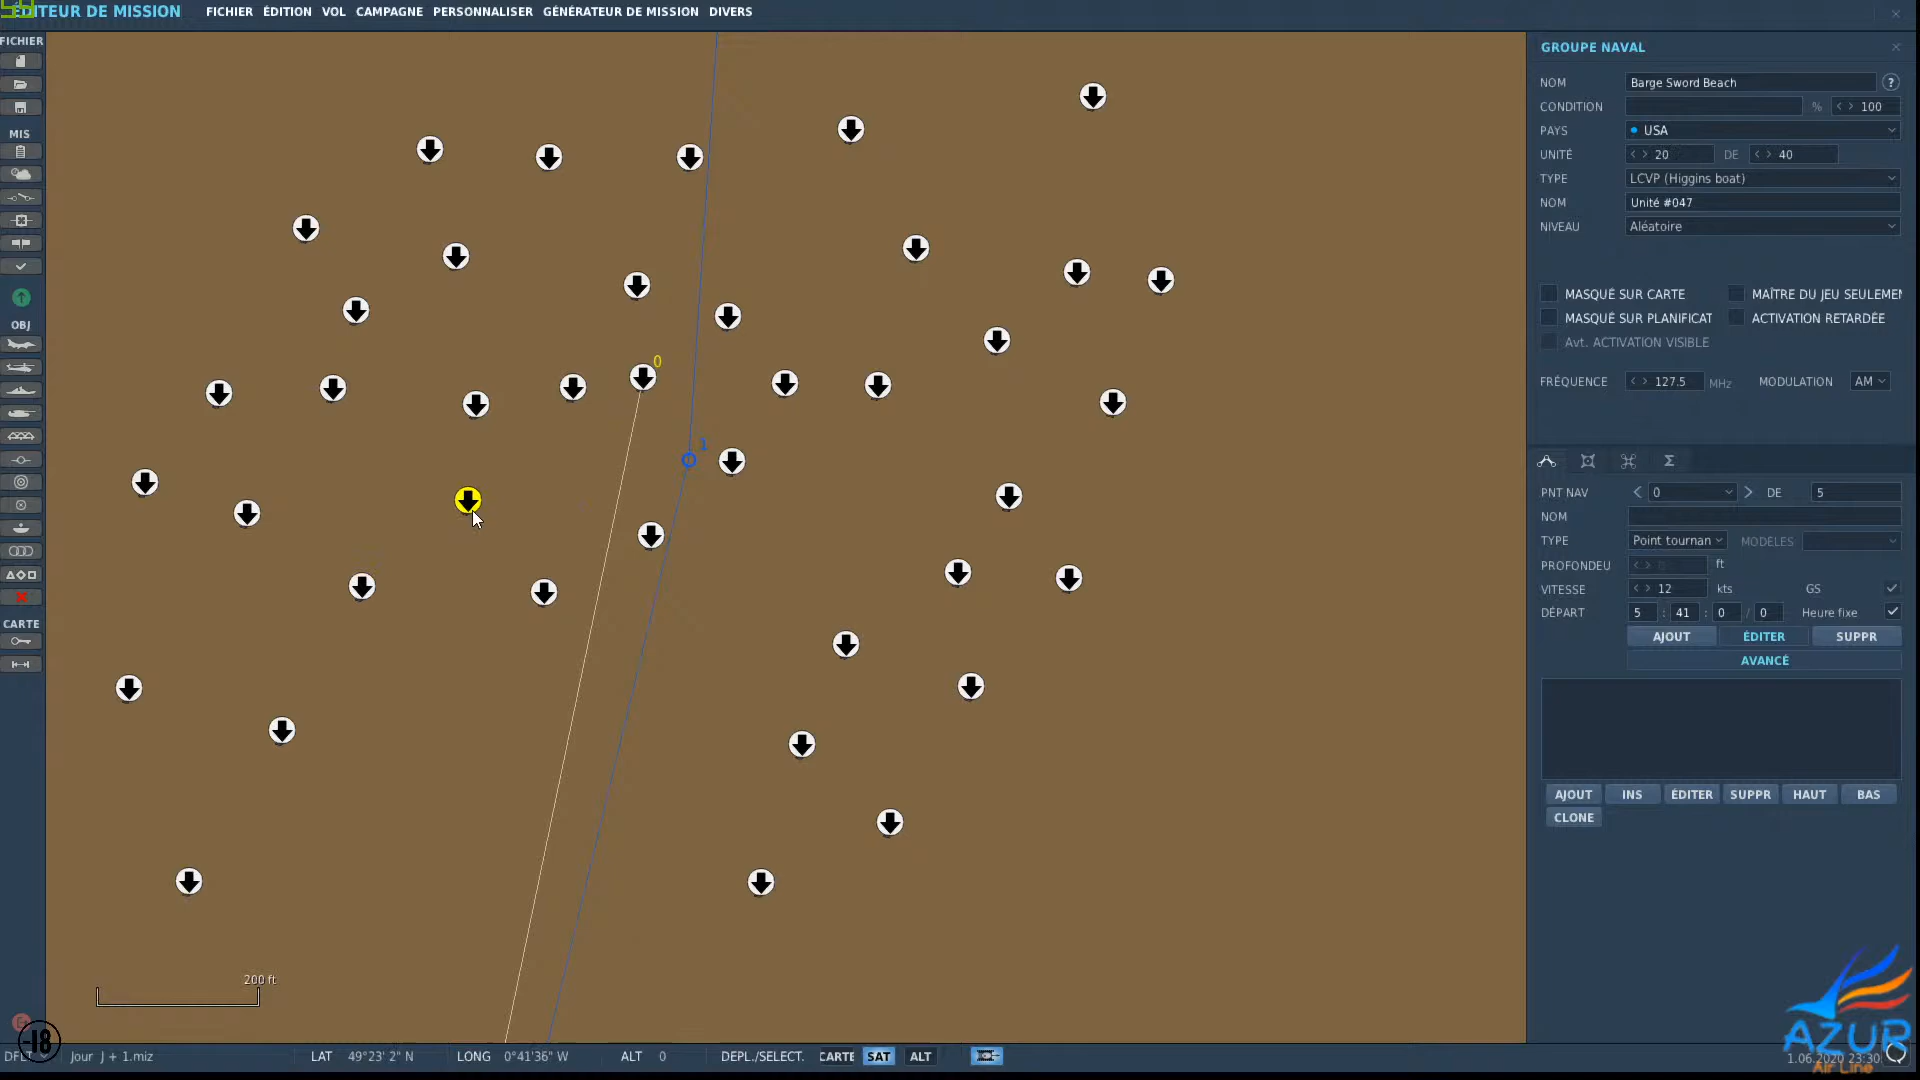 ÉDITEUR DE MISSION
FICHIER ÉDITION VOL CAMPAGNE PERSONNALISER GÉNÉRATEUR DE MISSION DIVERS
FICHIER
MIS
OBJ
CARTE
0
1
200 ft
GROUPE NAVAL
NOM Barge Sword Beach ?
CONDITION % < > 100
PAYS USA
UNITÉ < > 20 DE < > 40
TYPE LCVP (Higgins boat)
NOM Unité #047
NIVEAU Aléatoire
MASQUÉ SUR CARTE MAÎTRE DU JEU SEULEMEN
MASQUÉ SUR PLANIFICAT ACTIVATION RETARDÉE
Avt. ACTIVATION VISIBLE
FRÉQUENCE < > 127.5 MHz MODULATION AM
PNT NAV < 0 > DE 5
NOM
TYPE Point tournan MODÈLES
PROFONDEU < > ft
VITESSE < > 12 kts GS
DÉPART 5 : 41 : 0 / 0 Heure fixe
AJOUT ÉDITER SUPPR
AVANCÉ
AJOUT INS ÉDITER SUPPR HAUT BAS
CLONE
-18
Jour J + 1.miz LAT 49°23' 2" N LONG 0°41'36" W ALT 0 DEPL./SELECT. CARTE SAT ALT
1.06.2020 23:30
AZUR
Air Line